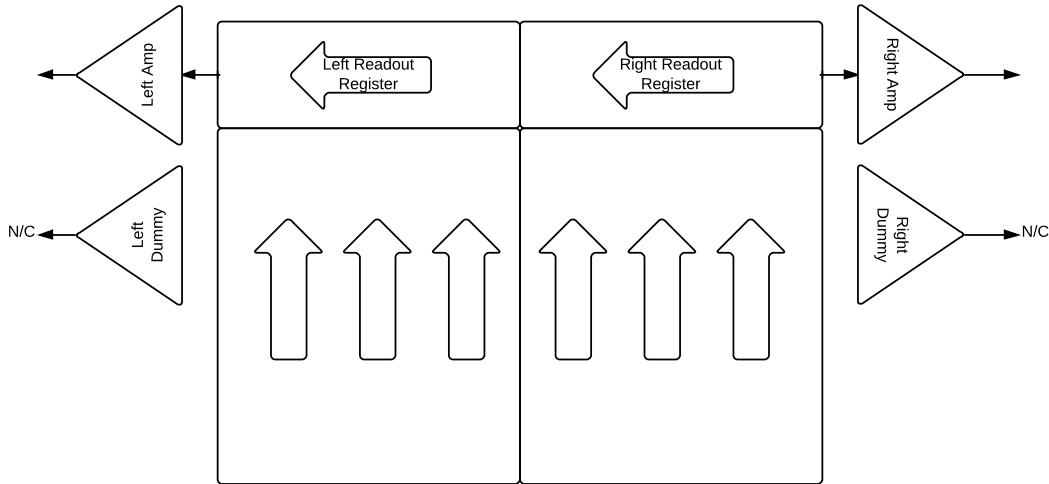 Left Amp
Left Readout
Register
Right Readout
Register
Right Amp
N/C
Left
Dummy
Right
Dummy
N/C